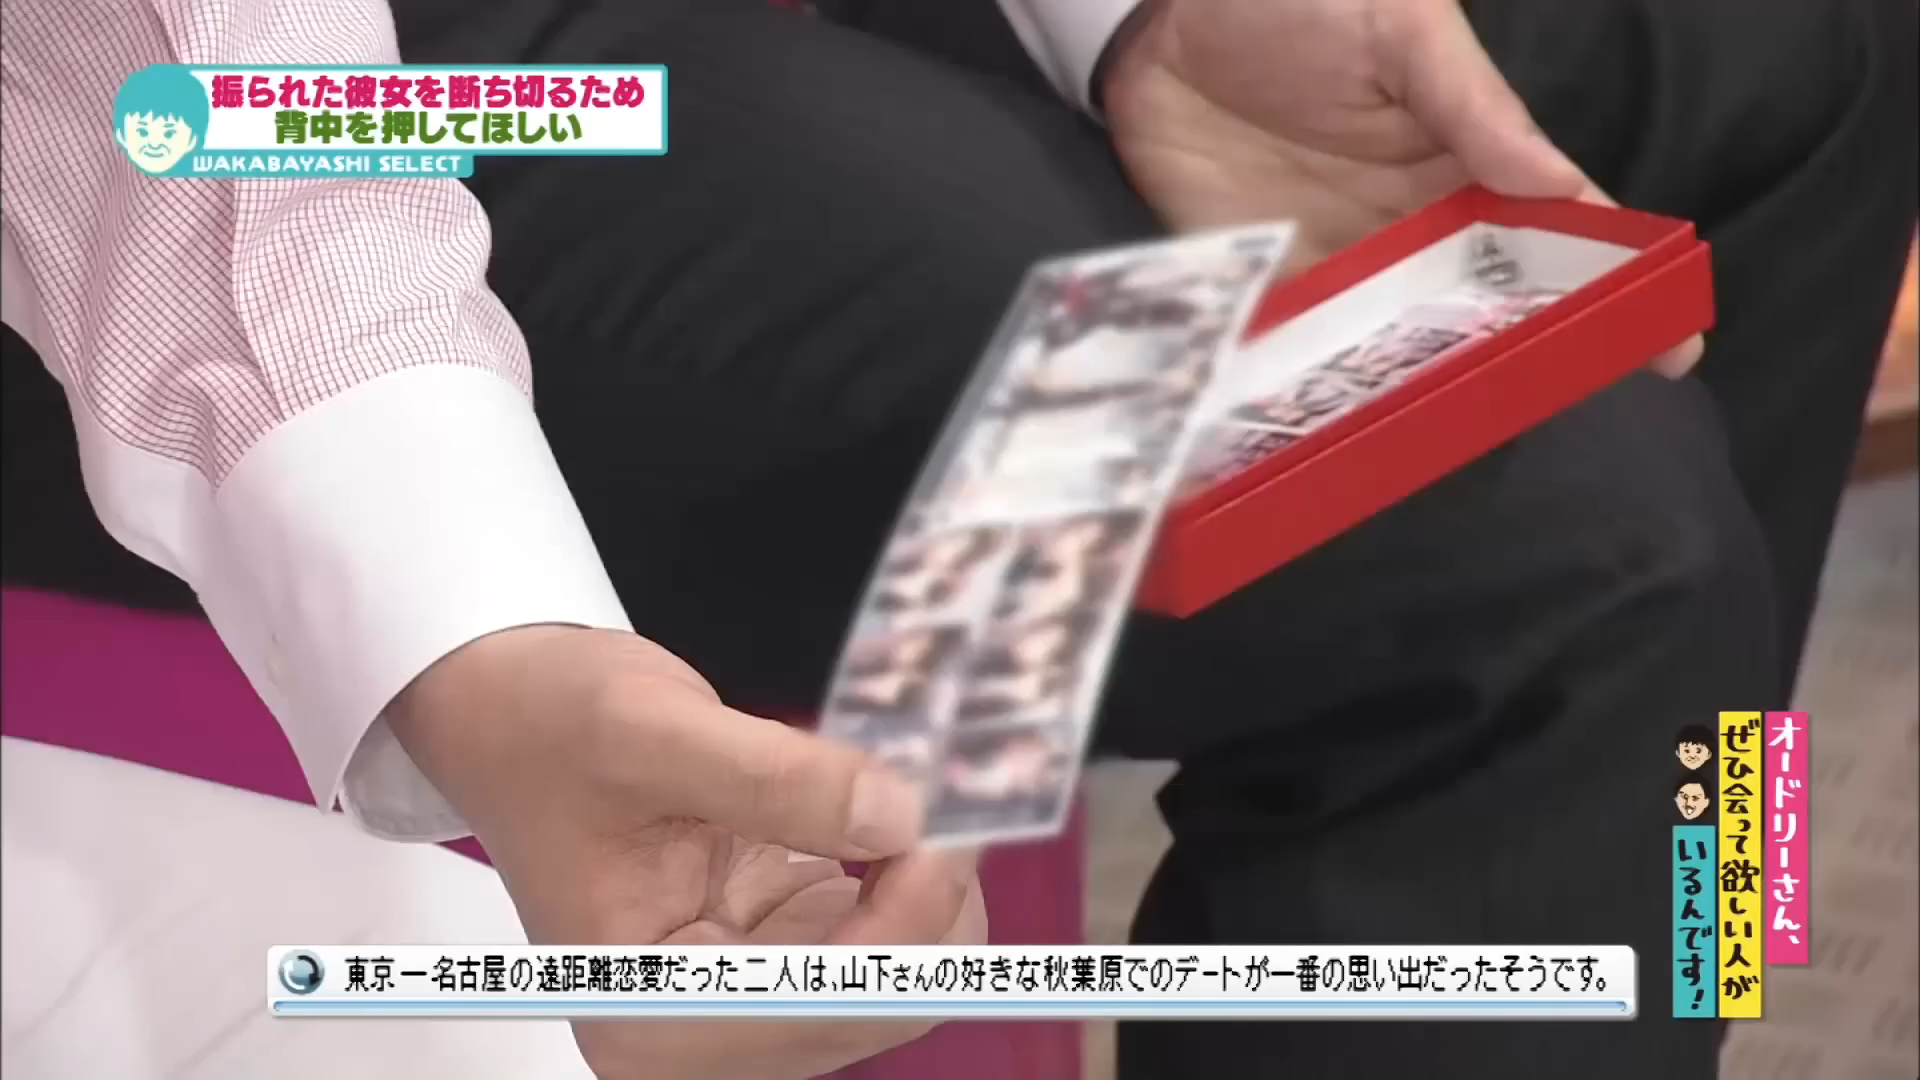 振られた彼女を断ち切るため
背中を押してほしい
WAKABAYASHI SELECT
オードリーさん、
ぜひ会って欲しい人が
いるんです!
東京ー名古屋の遠距離恋愛だった二人は、山下さんの好きな秋葉原でのデートが一番の思い出だったそうです。